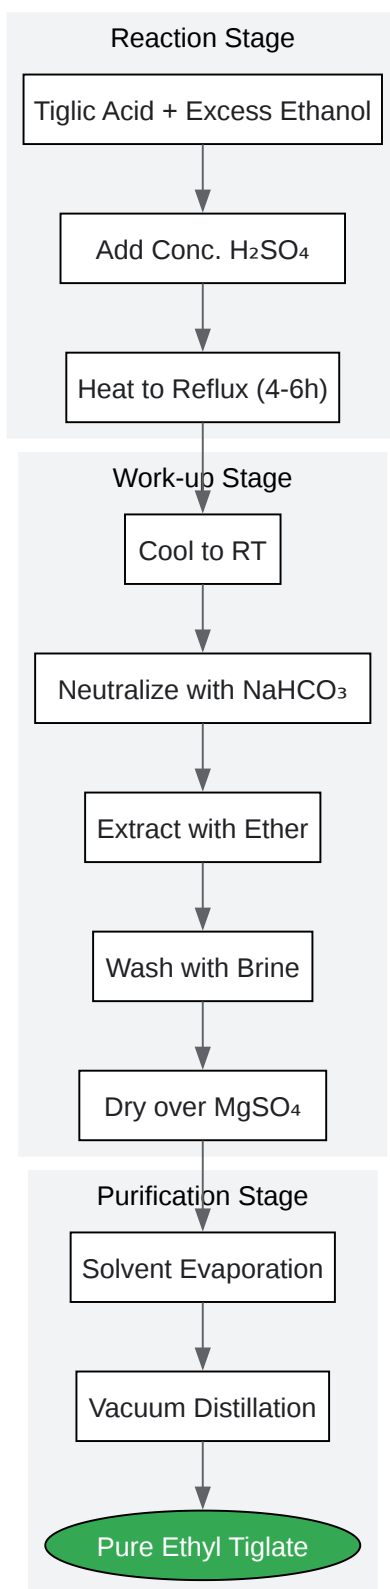 Reaction Stage
Tiglic Acid + Excess Ethanol
Add Conc. H₂SO₄
Heat to Reflux (4-6h)
Work-up Stage
Cool to RT
Neutralize with NaHCO₃
Extract with Ether
Wash with Brine
Dry over MgSO₄
Purification Stage
Solvent Evaporation
Vacuum Distillation
Pure Ethyl Tiglate